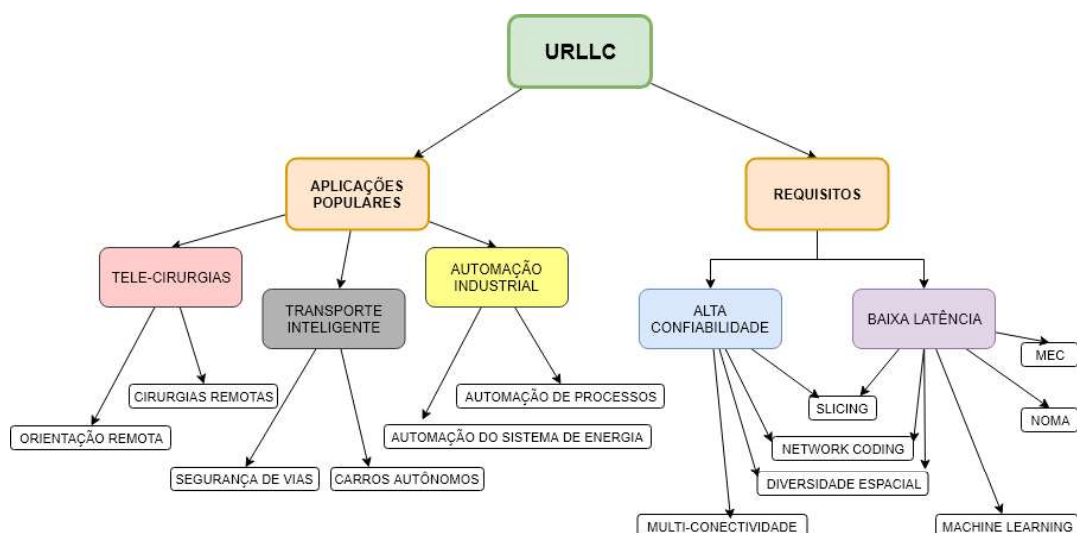 URLLC
APLICAÇÕES
POPULARES
REQUISITOS
TELE-CIRURGIAS
TRANSPORTE
INTELIGENTE
AUTOMAÇÃO
INDUSTRIAL
ALTA
CONFIABILIDADE
BAIXA LATÊNCIA
MEC
CIRURGIAS REMOTAS
AUTOMAÇÃO DE PROCESSOS
SLICING
NOMA
ORIENTAÇÃO REMOTA
AUTOMAÇÃO DO SISTEMA DE ENERGIA
NETWORK CODING
SEGURANÇA DE VIAS
CARROS AUTÔNOMOS
DIVERSIDADE ESPACIAL
MULTI-CONECTIVIDADE
MACHINE LEARNING